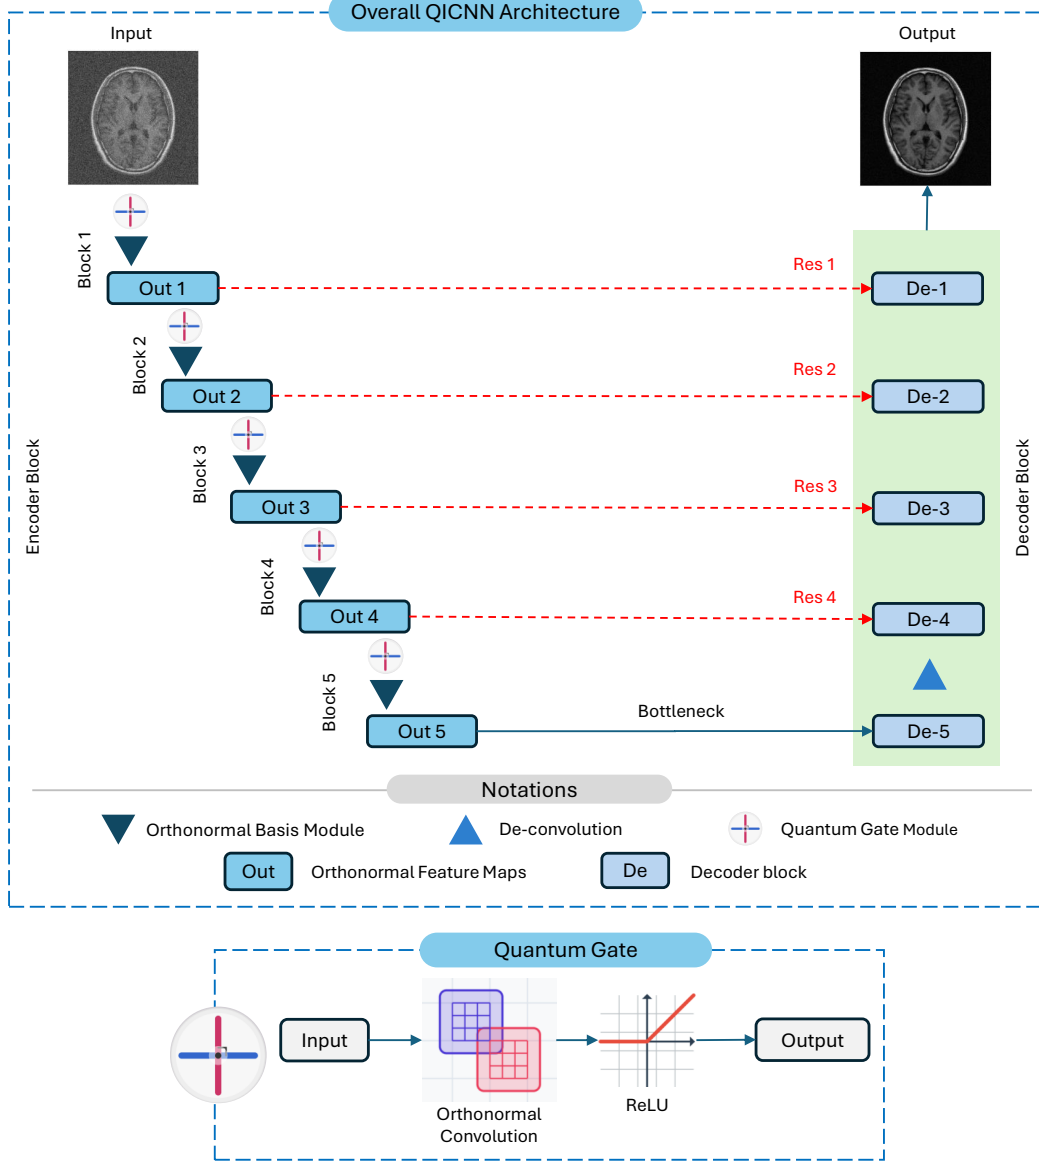 Overall QICNN Architecture
Input
Output
Block 1
Out 1
Res 1
De-1
Block 2
Out 2
Res 2
De-2
Encoder Block
Block 3
Out 3
Res 3
De-3
Decoder Block
Block 4
Out 4
Res 4
De-4
Block 5
Out 5
Bottleneck
De-5
Notations
Orthonormal Basis Module
De-convolution
Quantum Gate Module
Out
Orthonormal Feature Maps
De
Decoder block
Quantum Gate
Input
Orthonormal
Convolution
ReLU
Output